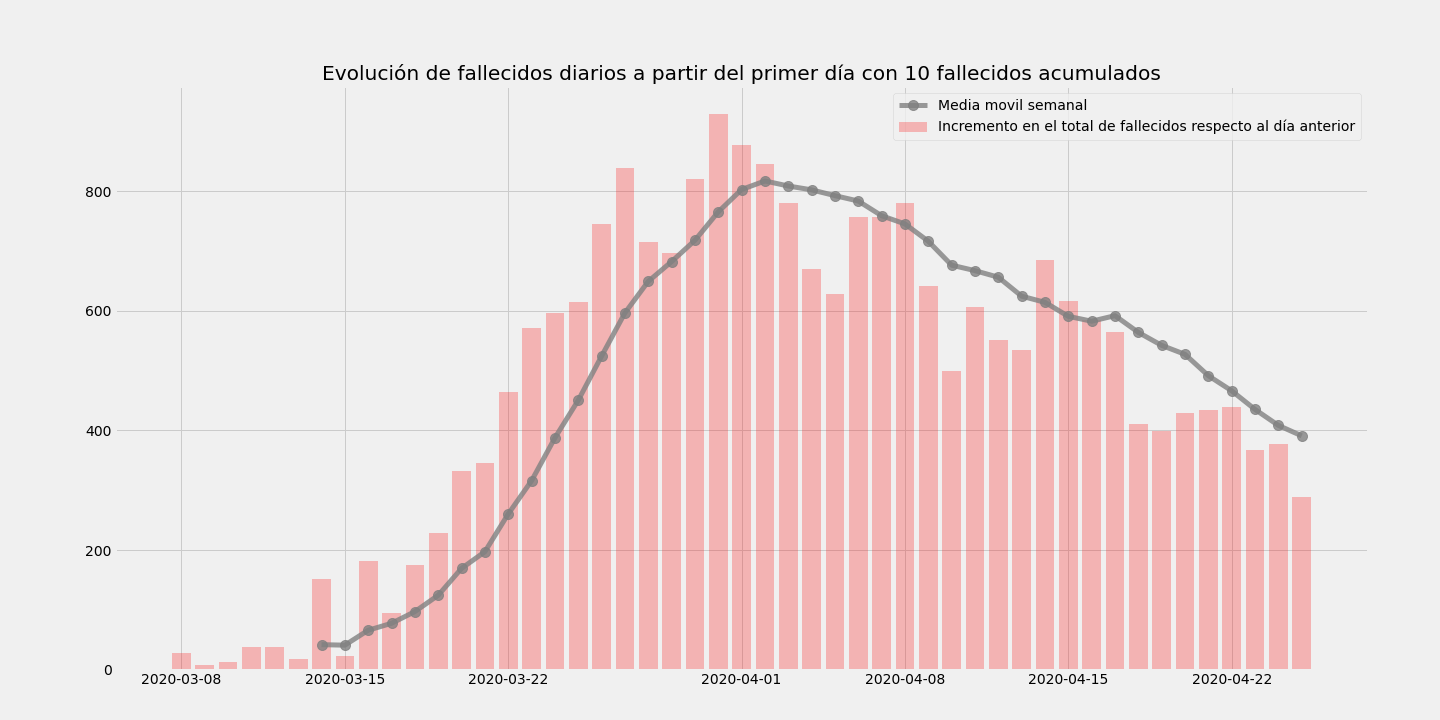 Evolución de fallecidos diarios a partir del primer día con 10 fallecidos acumulados
Media movil semanal
Incremento en el total de fallecidos respecto al día anterior
800
600
400
200
0
2020-03-08 2020-03-15 2020-03-22 2020-04-01 2020-04-08 2020-04-15 2020-04-22